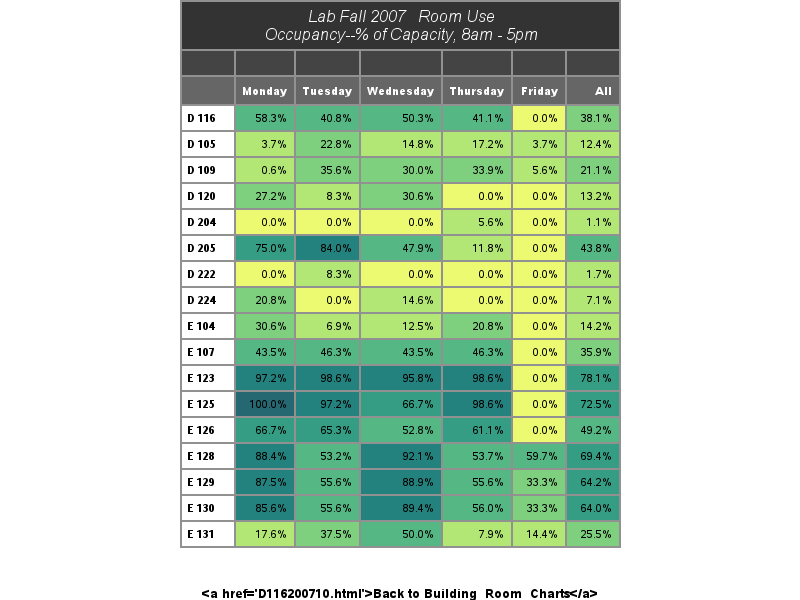 Lab Fall 2007 Room Use
Occupancy--% of Capacity, 8am - 5pm
Monday Tuesday Wednesday Thursday Friday All
D 116 58.3% 40.8% 50.3% 41.1% 0.0% 38.1%
D 105 3.7% 22.8% 14.8% 17.2% 3.7% 12.4%
D 109 0.6% 35.6% 30.0% 33.9% 5.6% 21.1%
D 120 27.2% 8.3% 30.6% 0.0% 0.0% 13.2%
D 204 0.0% 0.0% 0.0% 5.6% 0.0% 1.1%
D 205 75.0% 84.0% 47.9% 11.8% 0.0% 43.8%
D 222 0.0% 8.3% 0.0% 0.0% 0.0% 1.7%
D 224 20.8% 0.0% 14.6% 0.0% 0.0% 7.1%
E 104 30.6% 6.9% 12.5% 20.8% 0.0% 14.2%
E 107 43.5% 46.3% 43.5% 46.3% 0.0% 35.9%
E 123 97.2% 98.6% 95.8% 98.6% 0.0% 78.1%
E 125 100.0% 97.2% 66.7% 98.6% 0.0% 72.5%
E 126 66.7% 65.3% 52.8% 61.1% 0.0% 49.2%
E 128 88.4% 53.2% 92.1% 53.7% 59.7% 69.4%
E 129 87.5% 55.6% 88.9% 55.6% 33.3% 64.2%
E 130 85.6% 55.6% 89.4% 56.0% 33.3% 64.0%
E 131 17.6% 37.5% 50.0% 7.9% 14.4% 25.5%
<a href='D116200710.html'>Back to Building_Room_Charts</a>